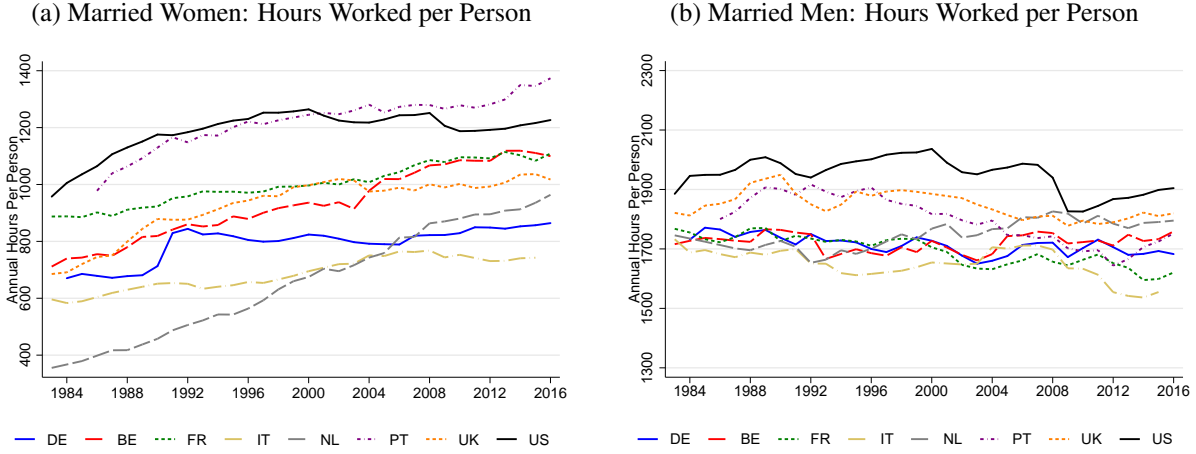 (a) Married Women: Hours Worked per Person
Annual Hours Per Person
1400
1200
1000
800
600
400
1984 1988 1992 1996 2000 2004 2008 2012 2016
DE BE FR IT NL PT UK US
(b) Married Men: Hours Worked per Person
Annual Hours Per Person
2300
2100
1900
1700
1500
1300
1984 1988 1992 1996 2000 2004 2008 2012 2016
DE BE FR IT NL PT UK US